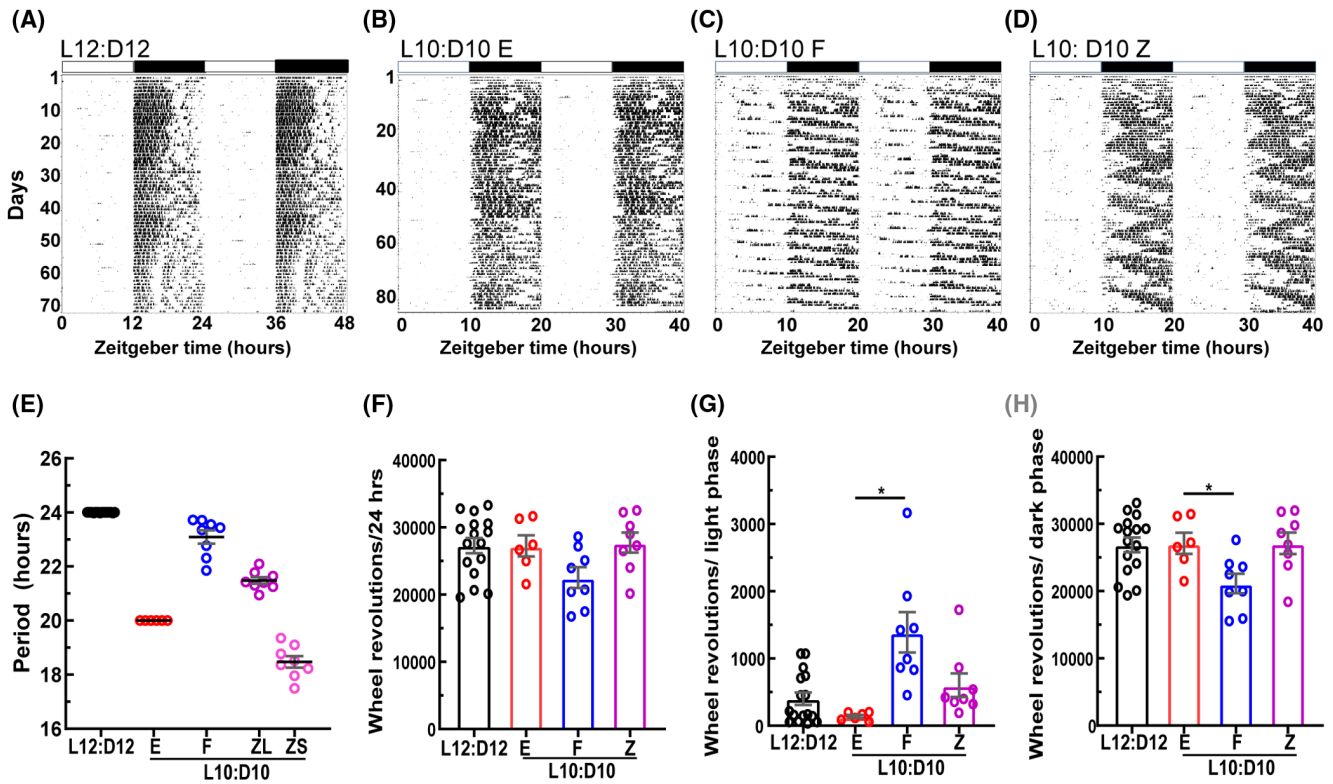 (A)
L12:D12
Days
1
10
20
30
40
50
60
70
0 12 24 36 48
Zeitgeber time (hours)
(B)
L10:D10 E
1
20
40
60
80
0 10 20 30 40
Zeitgeber time (hours)
(C)
L10:D10 F
0 10 20 30 40
Zeitgeber time (hours)
(D)
L10: D10 Z
0 10 20 30 40
Zeitgeber time (hours)
(E)
Period (hours)
26
24
22
20
18
16
L12:D12 E F ZL ZS
L10:D10
(F)
Wheel revolutions/24 hrs
40000
30000
20000
10000
0
L12:D12 E F Z
L10:D10
(G)
Wheel revolutions/ light phase
4000
3000
2000
1000
0
*
L12:D12 E F Z
L10:D10
(H)
Wheel revolutions/ dark phase
40000
30000
20000
10000
0
*
L12:D12 E F Z
L10:D10